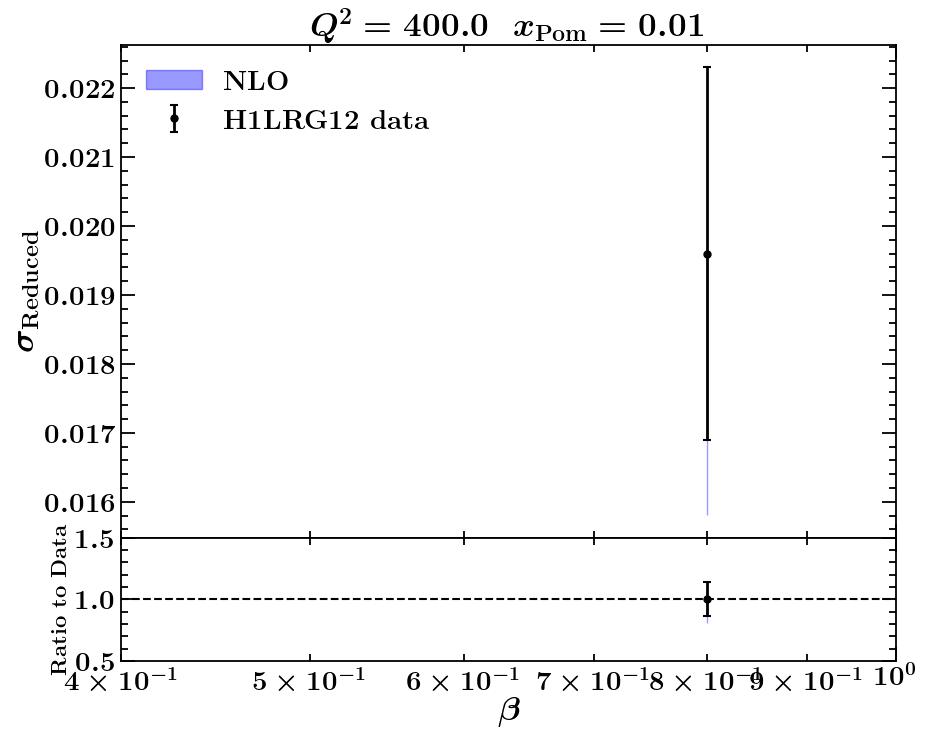 Q² = 400.0 x_Pom = 0.01
NLO
H1LRG12 data
0.022
0.021
0.020
0.019
0.018
0.017
0.016
σ_Reduced
1.5
1.0
0.5
Ratio to Data
4 × 10⁻¹ 5 × 10⁻¹ 6 × 10⁻¹ 7 × 10⁻¹ 8 × 10⁻¹ 9 × 10⁻¹ 10⁰
β